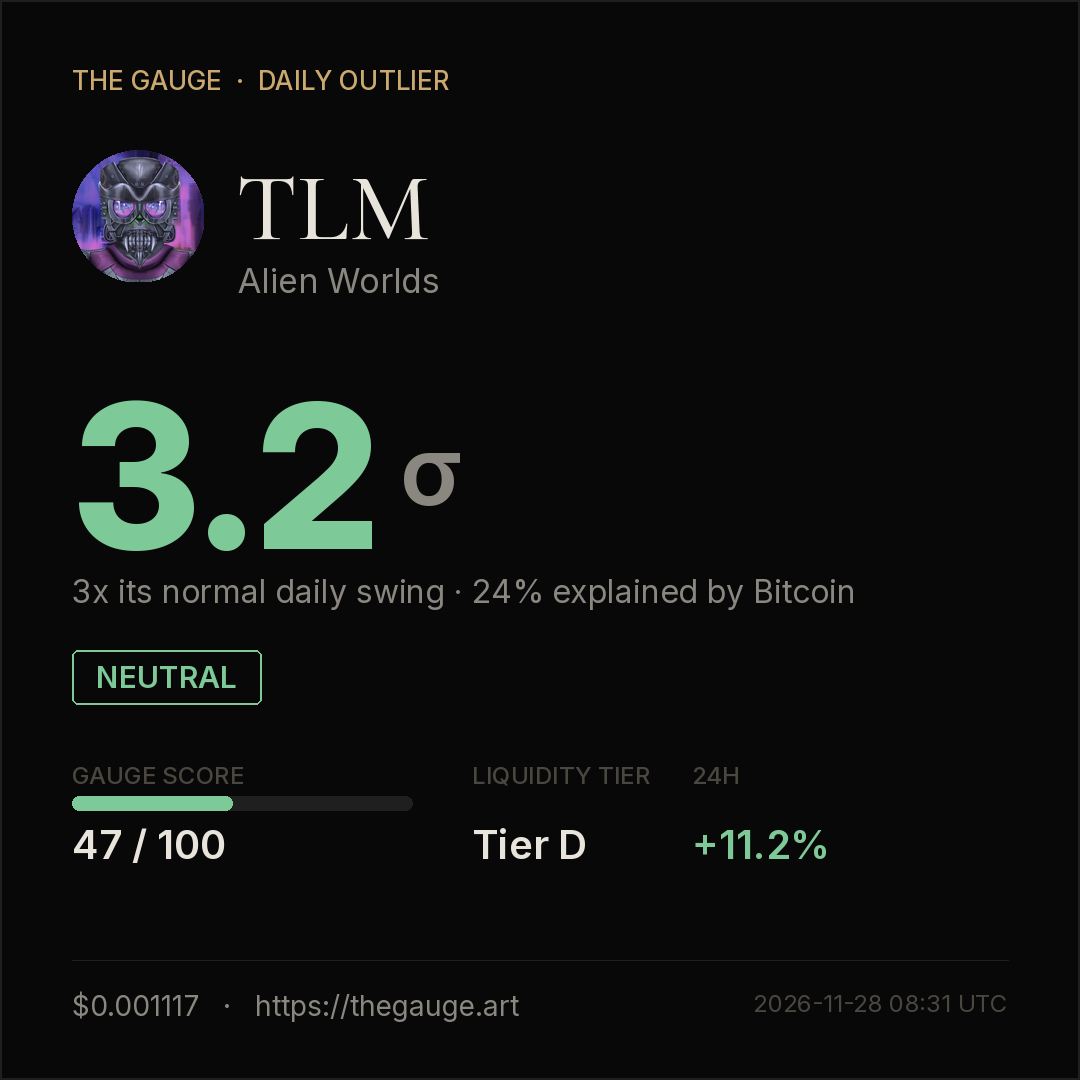 THE GAUGE · DAILY OUTLIER
TLM
Alien Worlds
3.2 σ
3x its normal daily swing · 24% explained by Bitcoin
NEUTRAL
GAUGE SCORE LIQUIDITY TIER 24H
47 / 100 Tier D +11.2%
$0.001117 · https://thegauge.art 2026-11-28 08:31 UTC